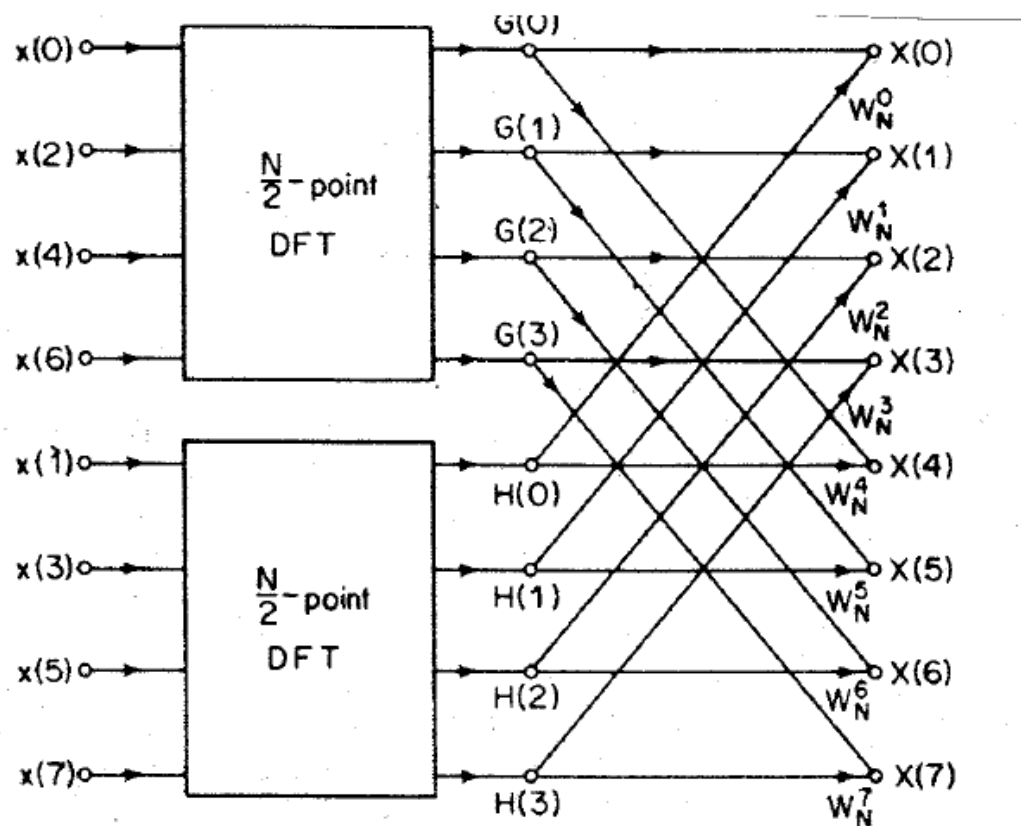 G(0)
x(0) X(0)
W_N^0
G(1)
x(2) X(1)
N/2-point
DFT
W_N^1
G(2)
x(4) X(2)
W_N^2
G(3)
x(6) X(3)
W_N^3
x(1) X(4)
H(0) W_N^4
x(3) X(5)
N/2-point
DFT
H(1) W_N^5
x(5) X(6)
H(2) W_N^6
x(7) X(7)
H(3) W_N^7